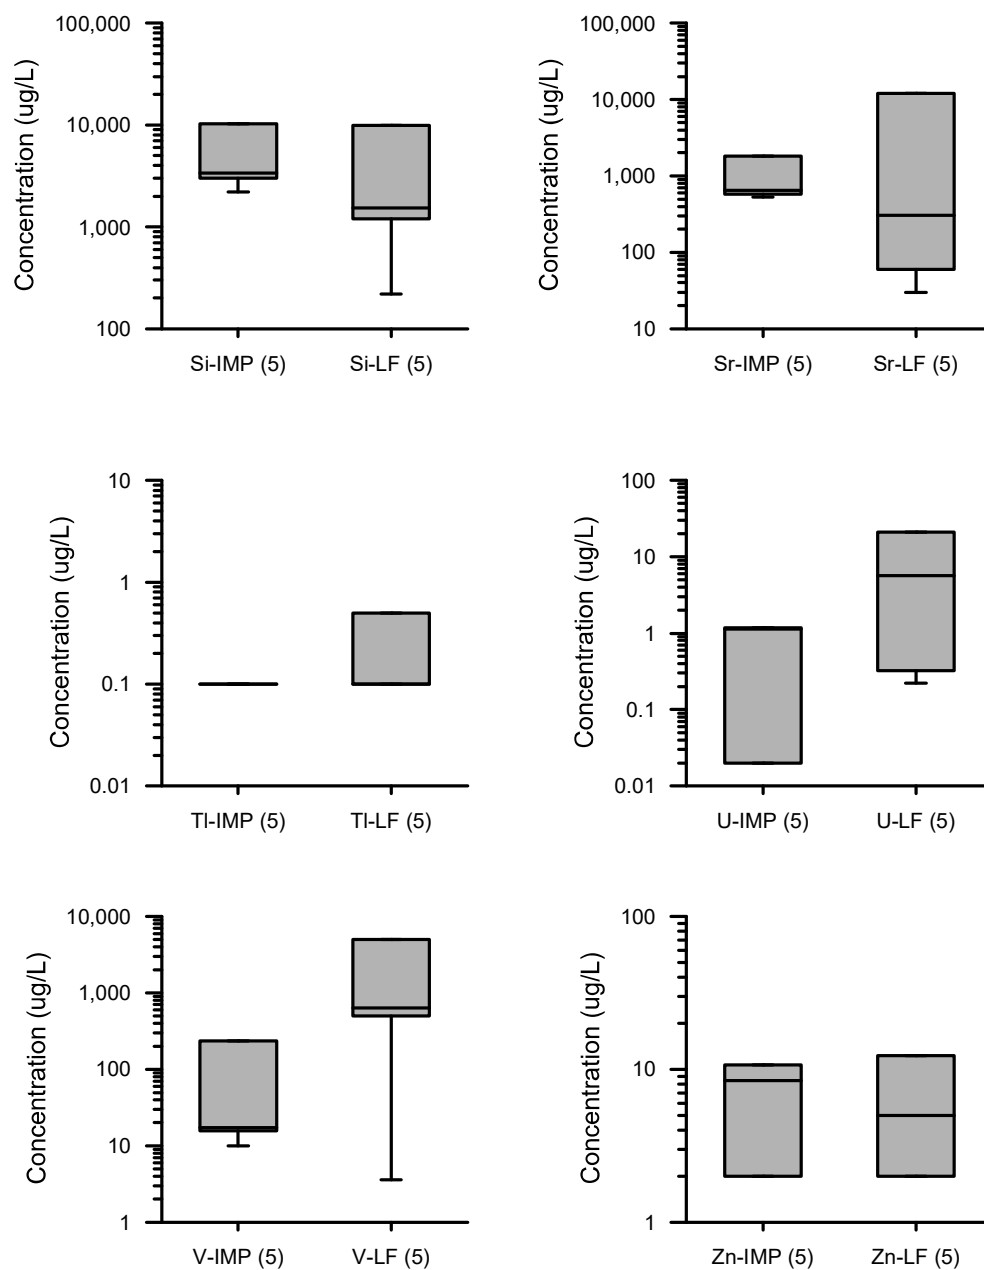 100,000
10,000
1,000
100
Concentration (ug/L)
Si-IMP (5)
Si-LF (5)
100,000
10,000
1,000
100
10
Concentration (ug/L)
Sr-IMP (5)
Sr-LF (5)
10
1
0.1
0.01
Concentration (ug/L)
Tl-IMP (5)
Tl-LF (5)
100
10
1
0.1
0.01
Concentration (ug/L)
U-IMP (5)
U-LF (5)
10,000
1,000
100
10
1
Concentration (ug/L)
V-IMP (5)
V-LF (5)
100
10
1
Concentration (ug/L)
Zn-IMP (5)
Zn-LF (5)